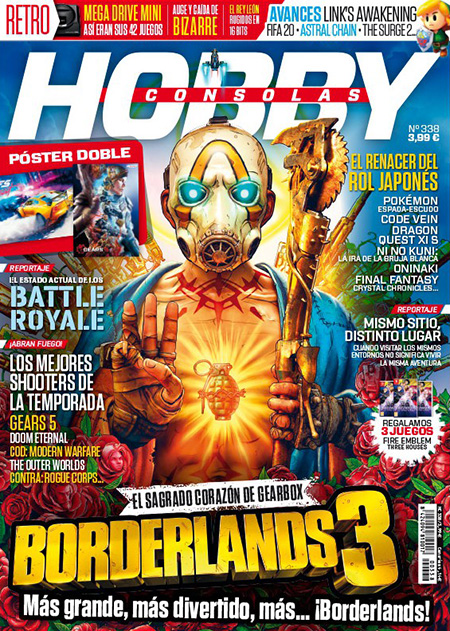 RETRO
MEGA DRIVE MINI
ASÍ ERAN SUS 42 JUEGOS
AUGE Y CAÍDA DE
BIZARRE
EL REY LEÓN
RUGIDOS EN
16 BITS
AVANCES LINK'S AWAKENING
FIFA 20 · ASTRAL CHAIN · THE SURGE 2...
HOBBY
CONSOLAS
Nº 338
3,99 €
PÓSTER DOBLE
GEARS
EL RENACER DEL
ROL JAPONÉS
POKÉMON
ESPADA-ESCUDO
CODE VEIN
DRAGON
QUEST XI S
NI NO KUNI:
LA IRA DE LA BRUJA BLANCA
ONINAKI
FINAL FANTASY
CRYSTAL CHRONICLES...
REPORTAJE
EL ESTADO ACTUAL DE LOS
BATTLE
ROYALE
¡ABRAN FUEGO!
LOS MEJORES
SHOOTERS DE
LA TEMPORADA
GEARS 5
DOOM ETERNAL
COD: MODERN WARFARE
THE OUTER WORLDS
CONTRA: ROGUE CORPS...
REPORTAJE
MISMO SITIO,
DISTINTO LUGAR
CUANDO VISITAR LOS MISMOS
ENTORNOS NO SIGNIFICA VIVIR
LA MISMA AVENTURA
REGALAMOS
3 JUEGOS
FIRE EMBLEM
THREE HOUSES
EL SAGRADO CORAZÓN DE GEARBOX
BORDERLANDS 3
Más grande, más divertido, más... ¡Borderlands!